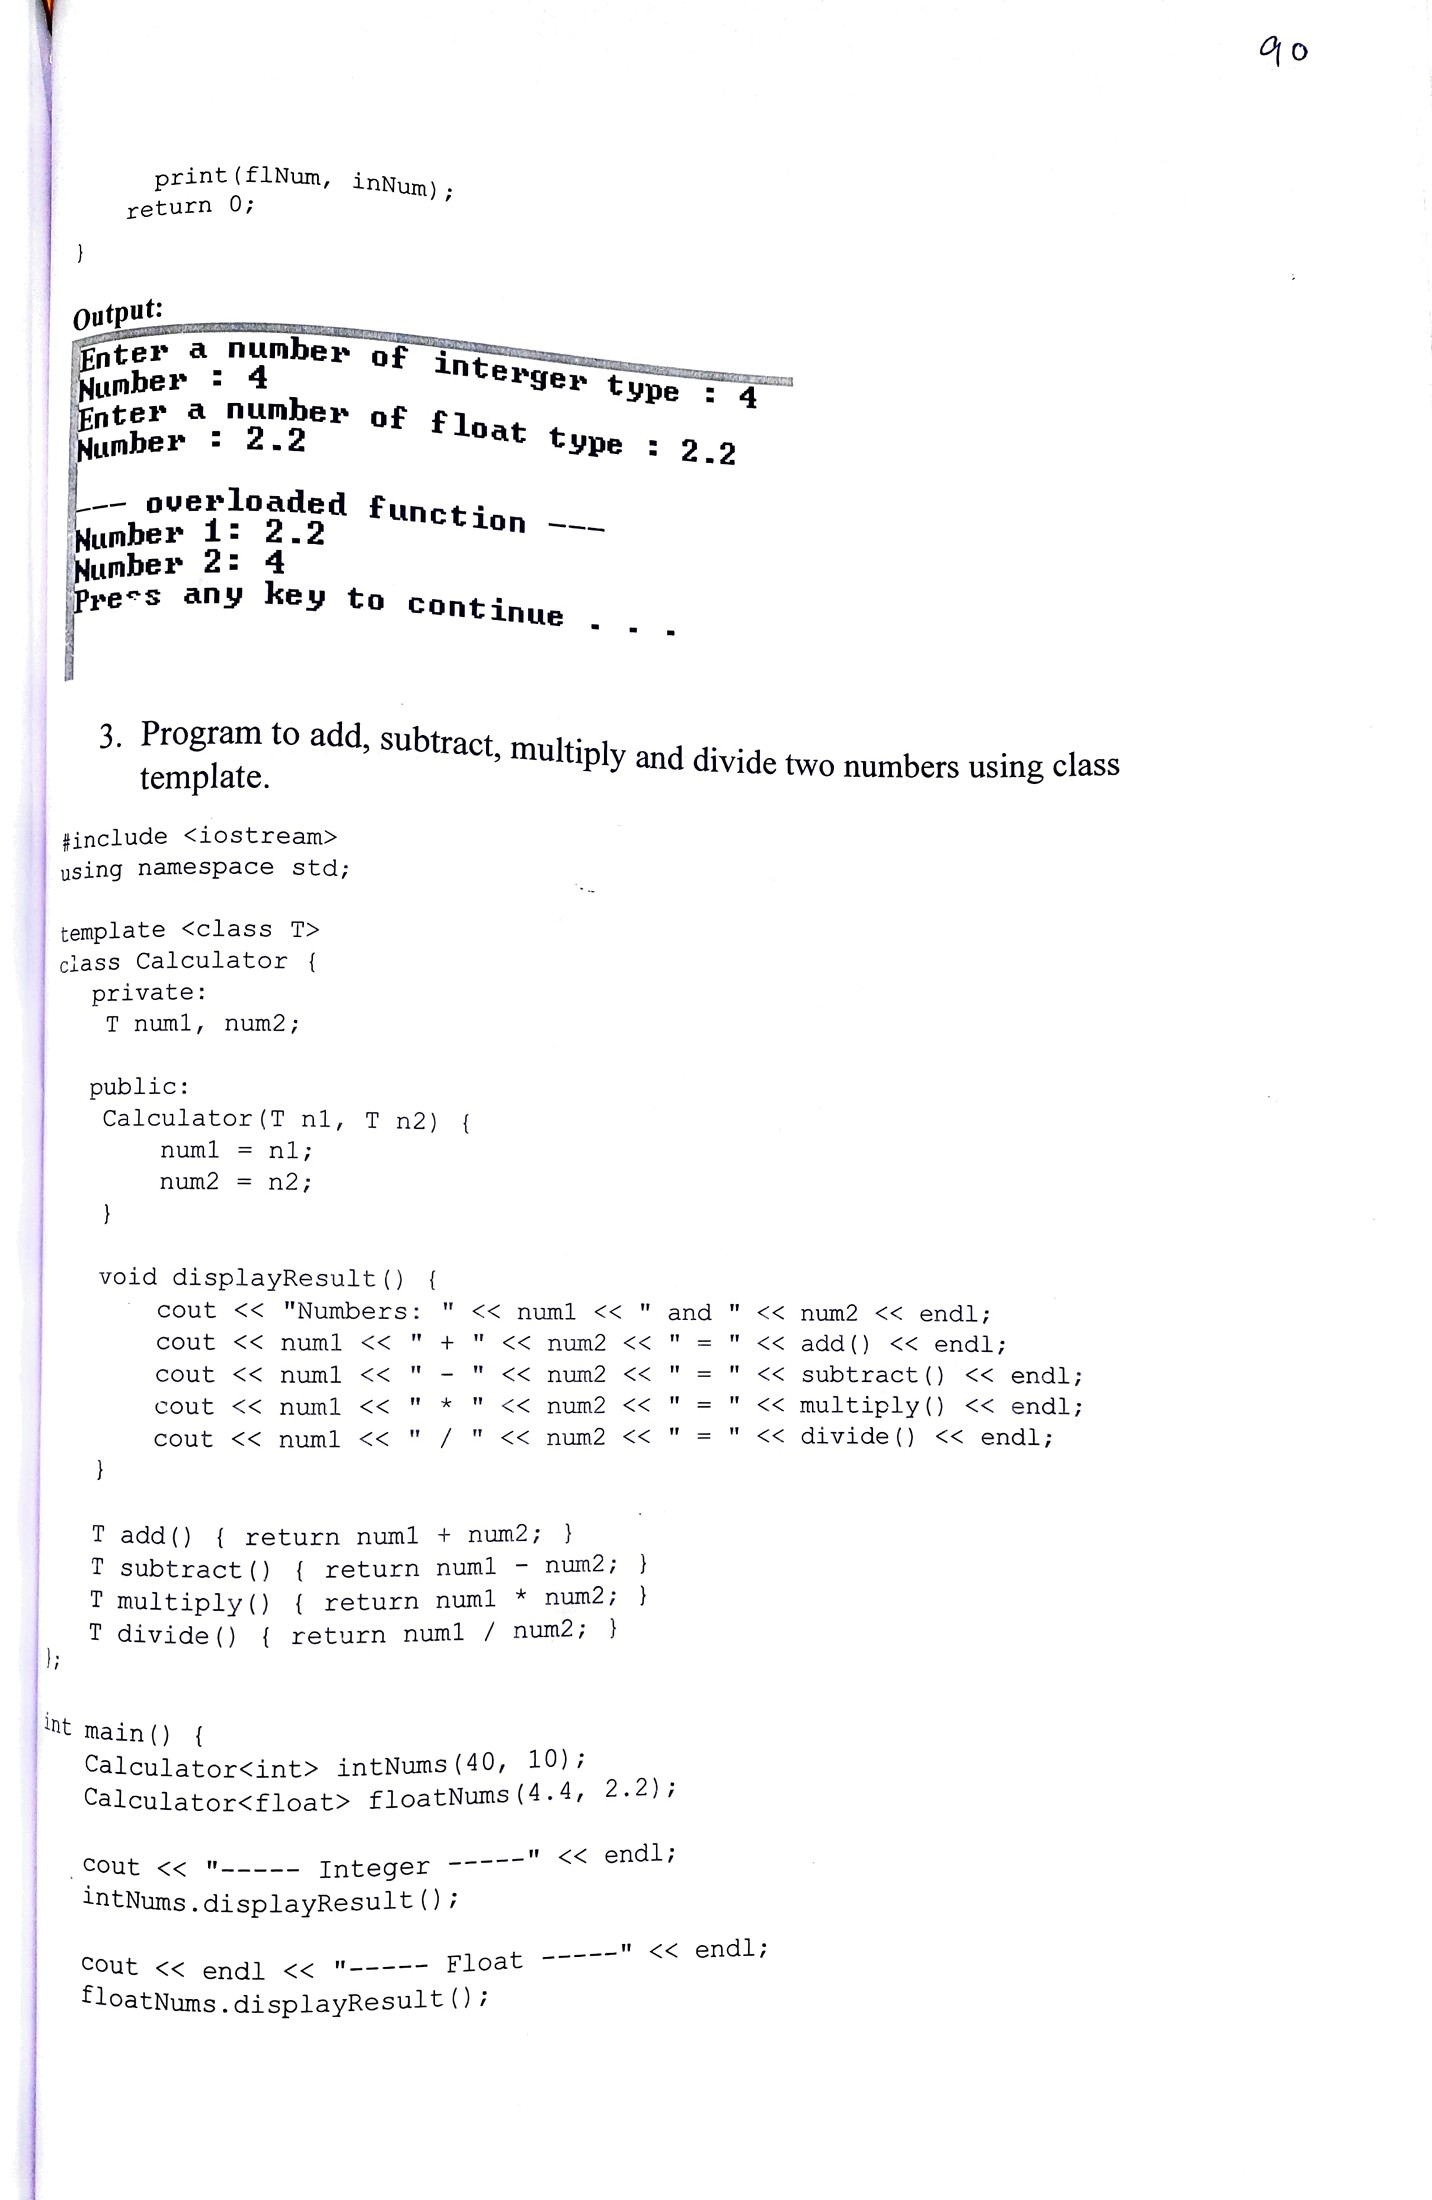 90
print(flNum, inNum);
return 0;
}
Output:
Enter a number of interger type : 4
Number : 4
Enter a number of float type : 2.2
Number : 2.2
--- overloaded function ---
Number 1: 2.2
Number 2: 4
Press any key to continue . . .
3. Program to add, subtract, multiply and divide two numbers using class
template.
#include <iostream>
using namespace std;
template <class T>
class Calculator {
private:
T num1, num2;
public:
Calculator(T n1, T n2) {
num1 = n1;
num2 = n2;
}
void displayResult() {
cout << "Numbers: " << num1 << " and " << num2 << endl;
cout << num1 << " + " << num2 << " = " << add() << endl;
cout << num1 << " - " << num2 << " = " << subtract() << endl;
cout << num1 << " * " << num2 << " = " << multiply() << endl;
cout << num1 << " / " << num2 << " = " << divide() << endl;
}
T add() { return num1 + num2; }
T subtract() { return num1 - num2; }
T multiply() { return num1 * num2; }
T divide() { return num1 / num2; }
};
int main() {
Calculator<int> intNums(40, 10);
Calculator<float> floatNums(4.4, 2.2);
cout << "----- Integer -----" << endl;
intNums.displayResult();
cout << endl << "----- Float -----" << endl;
floatNums.displayResult();